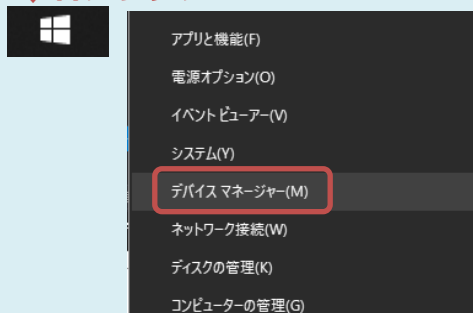 アプリと機能(F)
電源オプション(O)
イベント ビューアー(V)
システム(Y)
デバイス マネージャー(M)
ネットワーク接続(W)
ディスクの管理(K)
コンピューターの管理(G)